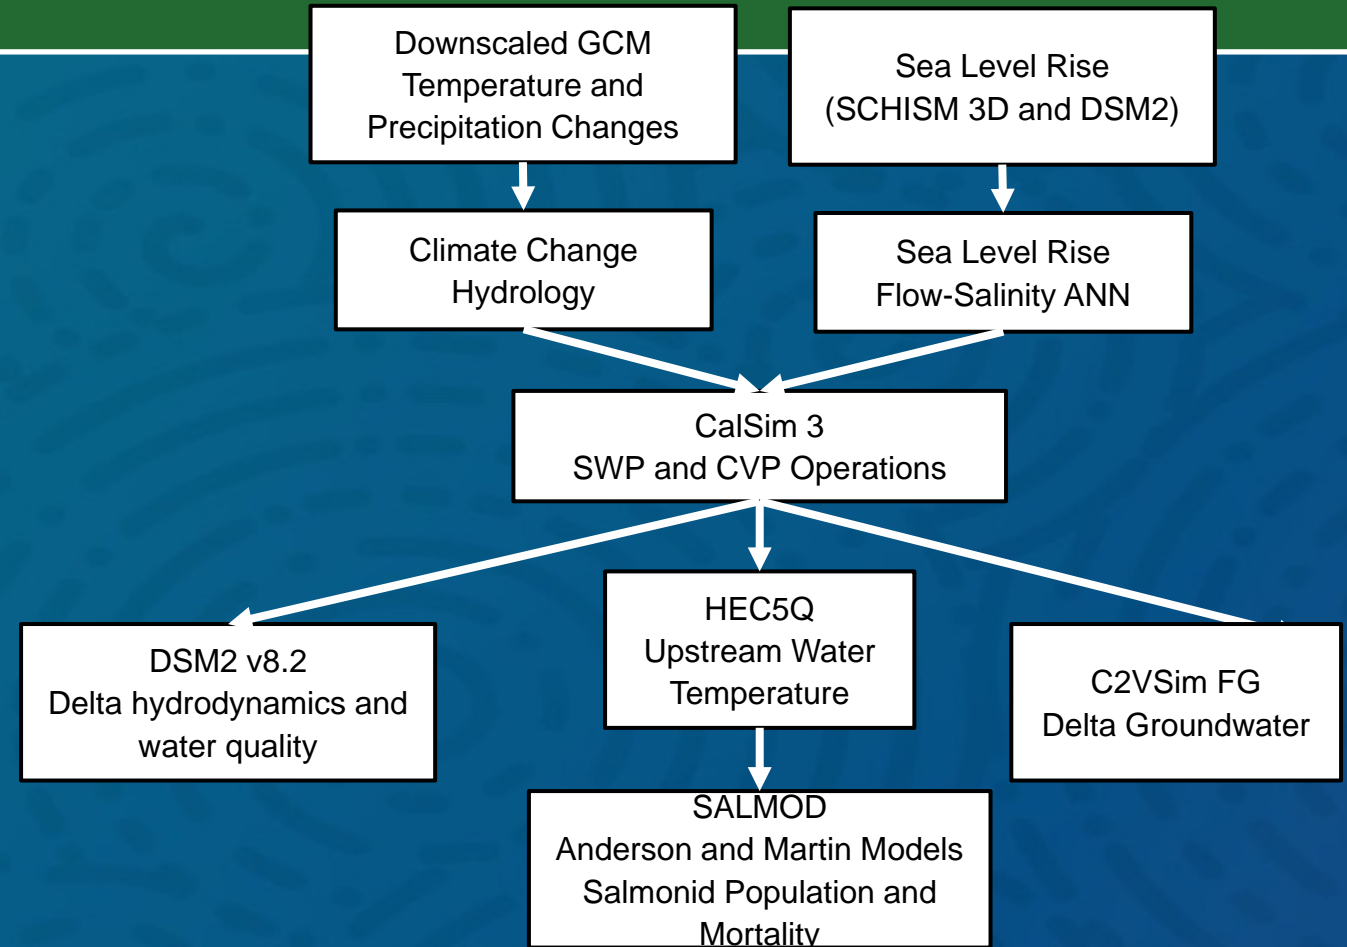 Downscaled GCM
Temperature and
Precipitation Changes
Sea Level Rise
(SCHISM 3D and DSM2)
Climate Change
Hydrology
Sea Level Rise
Flow-Salinity ANN
CalSim 3
SWP and CVP Operations
DSM2 v8.2
Delta hydrodynamics and
water quality
HEC5Q
Upstream Water
Temperature
C2VSim FG
Delta Groundwater
SALMOD
Anderson and Martin Models
Salmonid Population and
Mortality